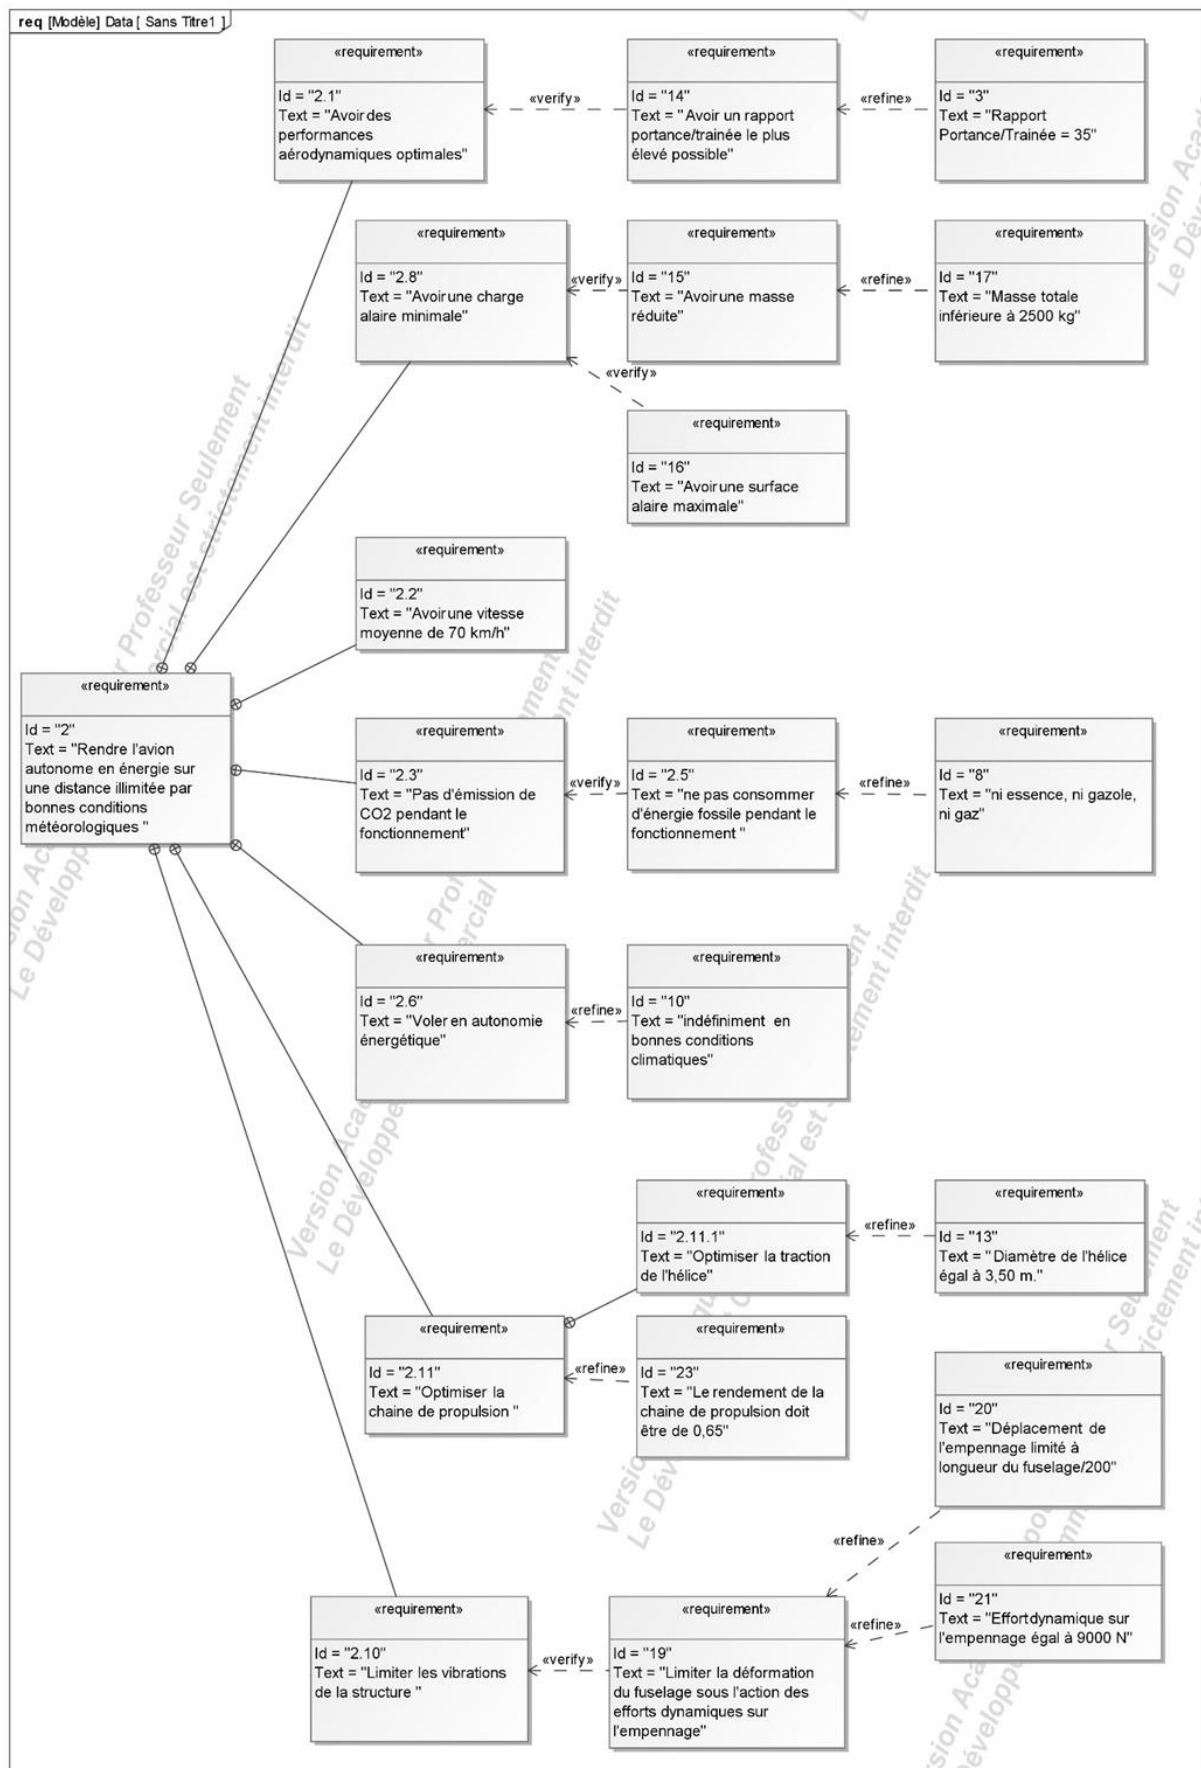 req [Modèle] Data [ Sans Titre1 ]
«requirement»
Id = "2.1"
Text = "Avoir des
performances
aérodynamiques optimales"
«verify»
«requirement»
Id = "14"
Text = "Avoir un rapport
portance/trainée le plus
élevé possible"
«refine»
«requirement»
Id = "3"
Text = "Rapport
Portance/Trainée = 35"
«requirement»
Id = "2.8"
Text = "Avoir une charge
alaire minimale"
«verify»
«requirement»
Id = "15"
Text = "Avoir une masse
réduite"
«refine»
«requirement»
Id = "17"
Text = "Masse totale
inférieure à 2500 kg"
«verify»
«requirement»
Id = "16"
Text = "Avoir une surface
alaire maximale"
«requirement»
Id = "2.2"
Text = "Avoir une vitesse
moyenne de 70 km/h"
«requirement»
Id = "2"
Text = "Rendre l'avion
autonome en énergie sur
une distance illimitée par
bonnes conditions
météorologiques "
«requirement»
Id = "2.3"
Text = "Pas d'émission de
CO2 pendant le
fonctionnement"
«verify»
«requirement»
Id = "2.5"
Text = "ne pas consommer
d'énergie fossile pendant le
fonctionnement "
«refine»
«requirement»
Id = "8"
Text = "ni essence, ni gazole,
ni gaz"
«requirement»
Id = "2.6"
Text = "Voler en autonomie
énergétique"
«refine»
«requirement»
Id = "10"
Text = "indéfiniment en
bonnes conditions
climatiques"
«requirement»
Id = "2.11.1"
Text = "Optimiser la traction
de l'hélice"
«refine»
«requirement»
Id = "13"
Text = "Diamètre de l'hélice
égal à 3,50 m."
«requirement»
Id = "2.11"
Text = "Optimiser la
chaine de propulsion "
«refine»
«requirement»
Id = "23"
Text = "Le rendement de la
chaine de propulsion doit
être de 0,65"
«requirement»
Id = "20"
Text = "Déplacement de
l'empennage limité à
longueur du fuselage/200"
«refine»
«requirement»
Id = "21"
Text = "Effort dynamique sur
l'empennage égal à 9000 N"
«refine»
«requirement»
Id = "2.10"
Text = "Limiter les vibrations
de la structure "
«verify»
«requirement»
Id = "19"
Text = "Limiter la déformation
du fuselage sous l'action des
efforts dynamiques sur
l'empennage"